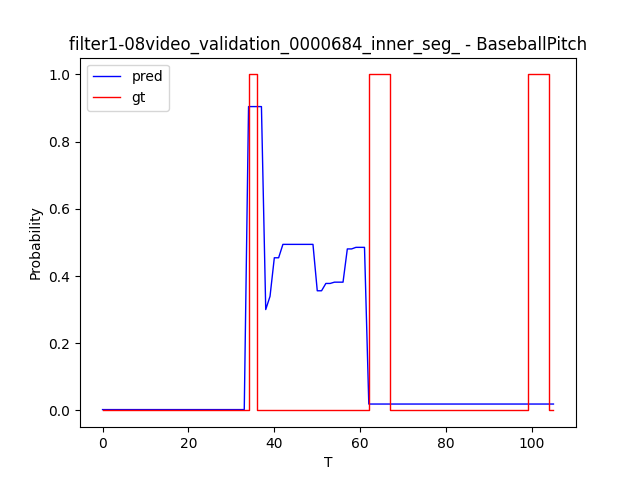 filter1-08video_validation_0000684_inner_seg_ - BaseballPitch
pred
gt
1.0
0.8
0.6
0.4
0.2
0.0
Probability
0
20
40
60
80
100
T